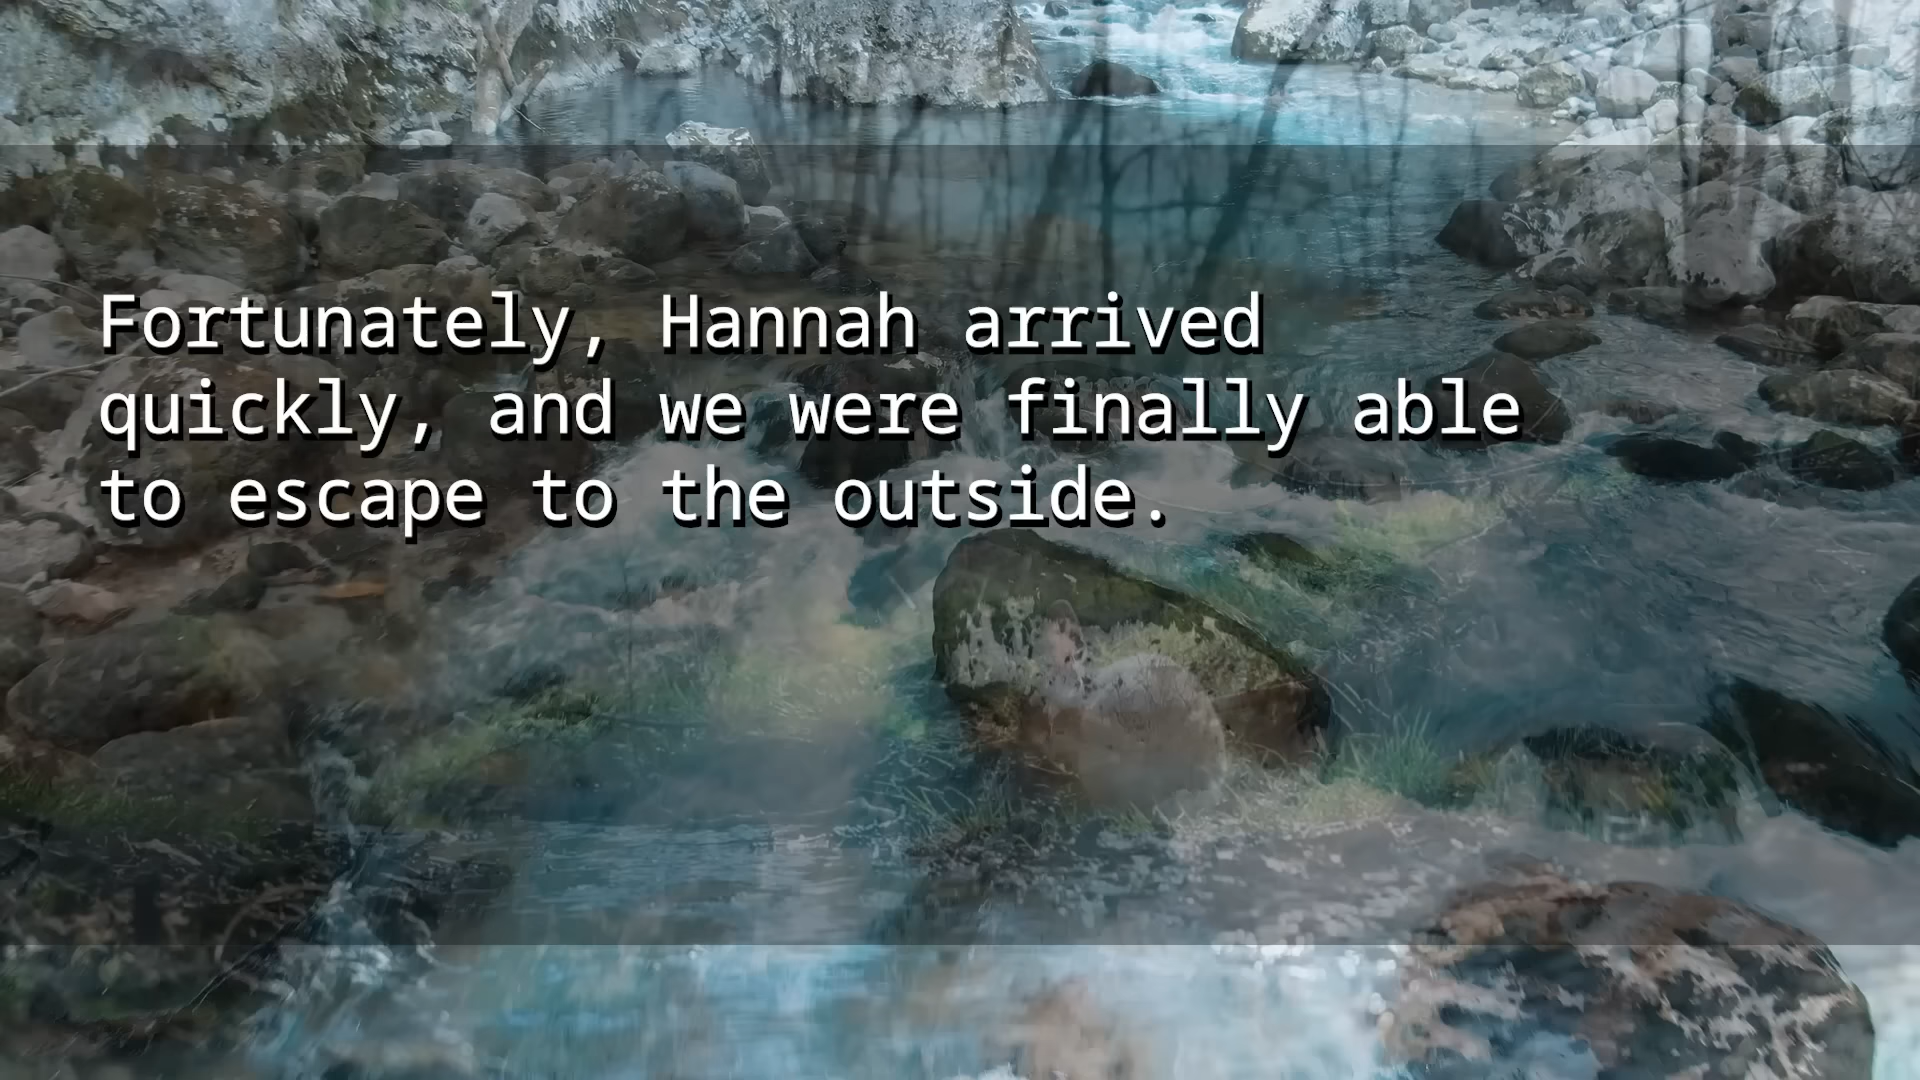 Fortunately, Hannah arrived
quickly, and we were finally able
to escape to the outside.